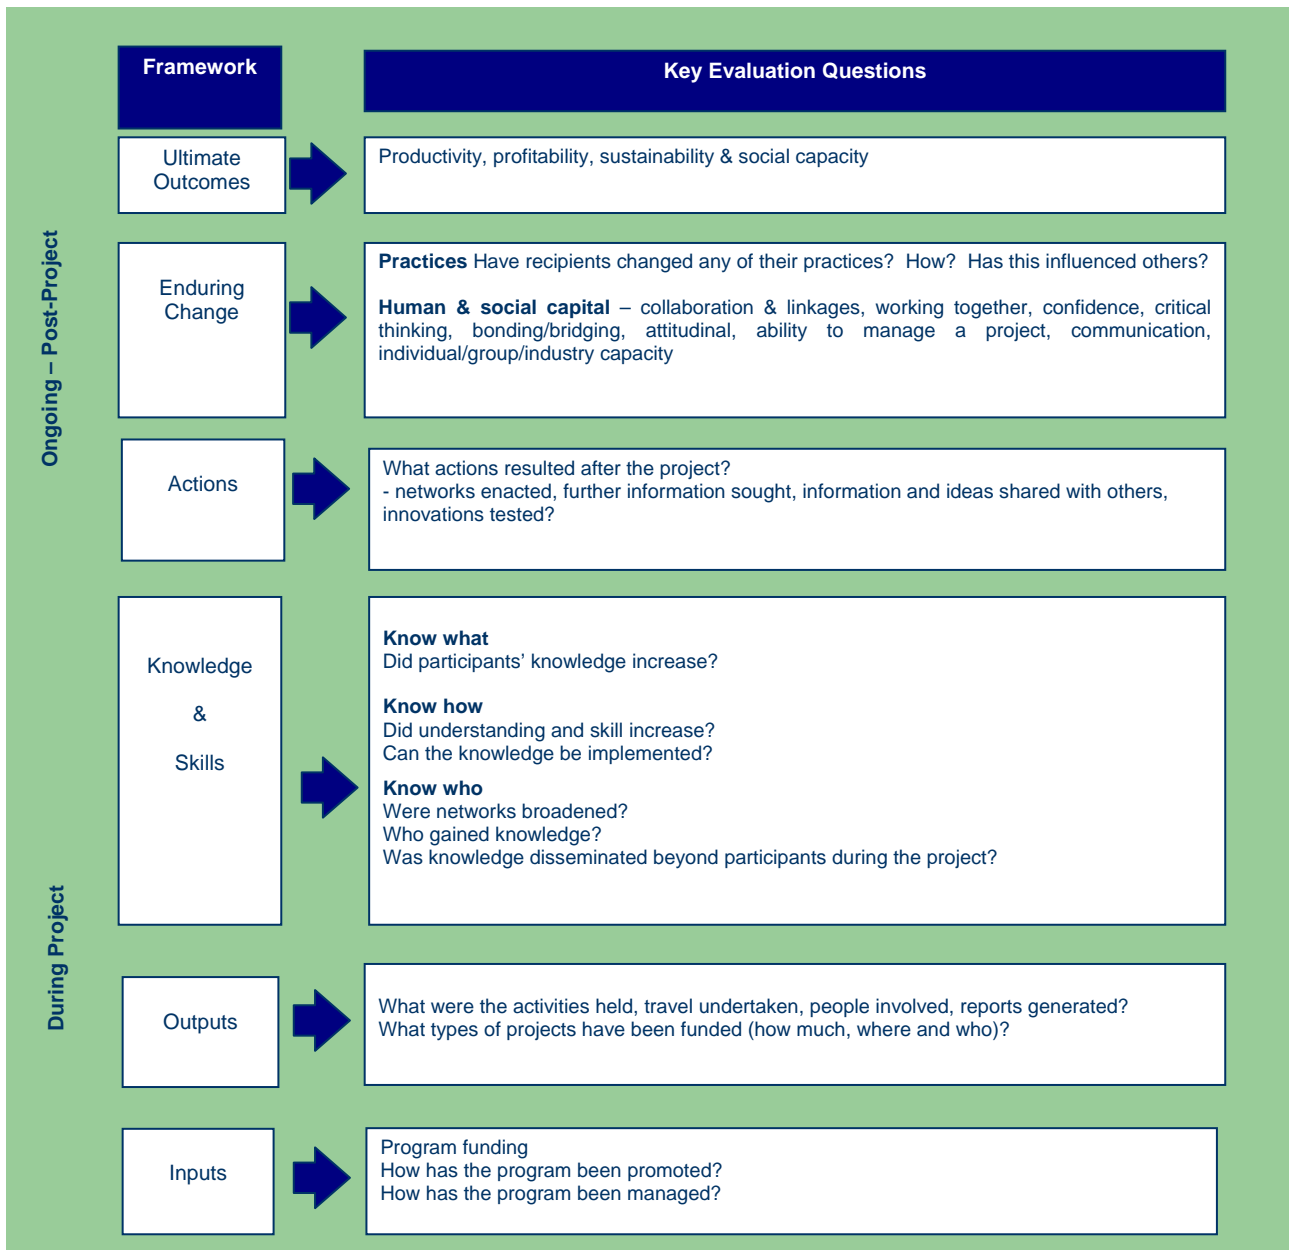 Framework
Key Evaluation Questions
Ongoing – Post-Project
Ultimate
Outcomes
Productivity, profitability, sustainability & social capacity
Enduring
Change
Practices Have recipients changed any of their practices?  How?  Has this influenced others?
Human & social capital – collaboration & linkages, working together, confidence, critical
thinking, bonding/bridging, attitudinal, ability to manage a project, communication,
individual/group/industry capacity
Actions
What actions resulted after the project?
- networks enacted, further information sought, information and ideas shared with others,
innovations tested?
During Project
Knowledge
&
Skills
Know what
Did participants’ knowledge increase?
Know how
Did understanding and skill increase?
Can the knowledge be implemented?
Know who
Were networks broadened?
Who gained knowledge?
Was knowledge disseminated beyond participants during the project?
Outputs
What were the activities held, travel undertaken, people involved, reports generated?
What types of projects have been funded (how much, where and who)?
Inputs
Program funding
How has the program been promoted?
How has the program been managed?